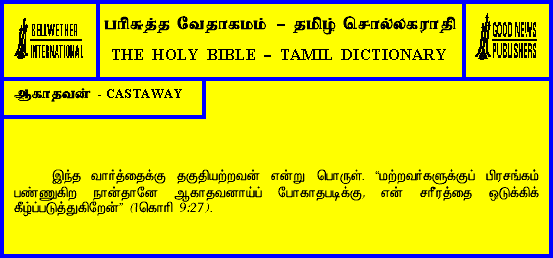 BELLWETHER
INTERNATIONAL
பரிசுத்த வேதாகமம் – தமிழ் சொல்லகராதி
THE HOLY BIBLE – TAMIL DICTIONARY
GOOD NEWS
PUBLISHERS
ஆகாதவன் - CASTAWAY
இந்த வார்த்தைக்கு தகுதியற்றவன் என்று பொருள். “மற்றவர்களுக்குப் பிரசங்கம்
பண்ணுகிற நான்தானே ஆகாதவனாய்ப் போகாதபடிக்கு, என் சரீரத்தை ஒடுக்கிக்
கீழ்ப்படுத்துகிறேன்” (1கொரி 9:27).